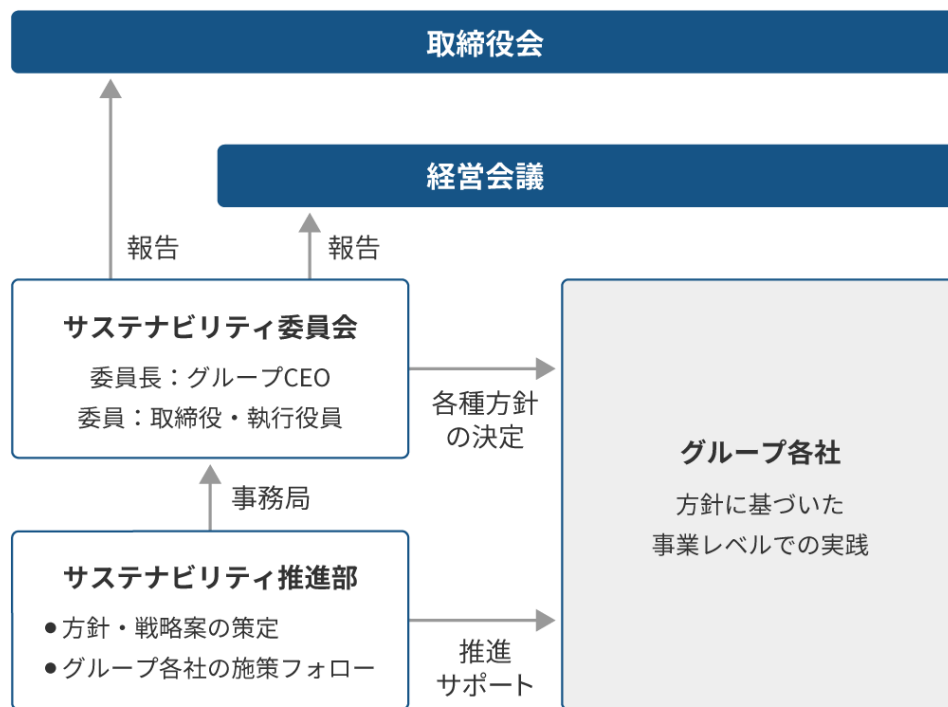 取締役会
経営会議
報告
報告
サステナビリティ委員会
委員長：グループCEO
委員：取締役・執行役員
各種方針
の決定
グループ各社
方針に基づいた
事業レベルでの実践
事務局
サステナビリティ推進部
●方針・戦略案の策定
●グループ各社の施策フォロー
推進
サポート